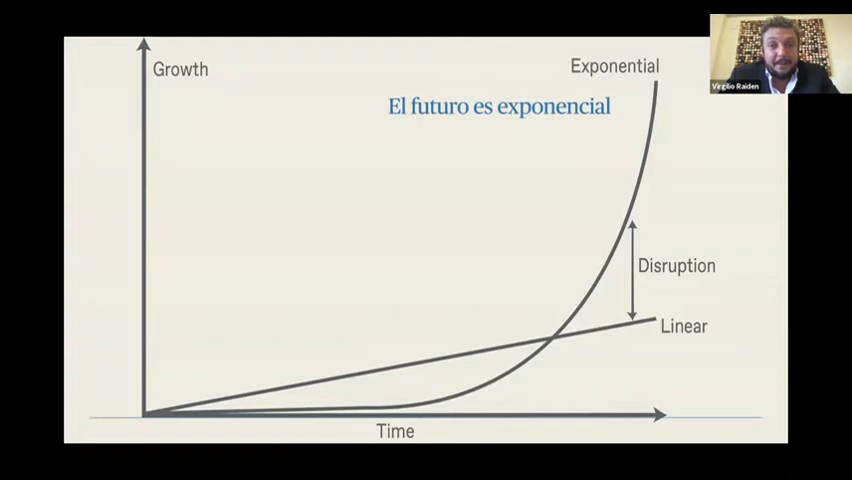 Growth
Exponential
El futuro es exponencial
Disruption
Linear
Time
Virgilio Raiden